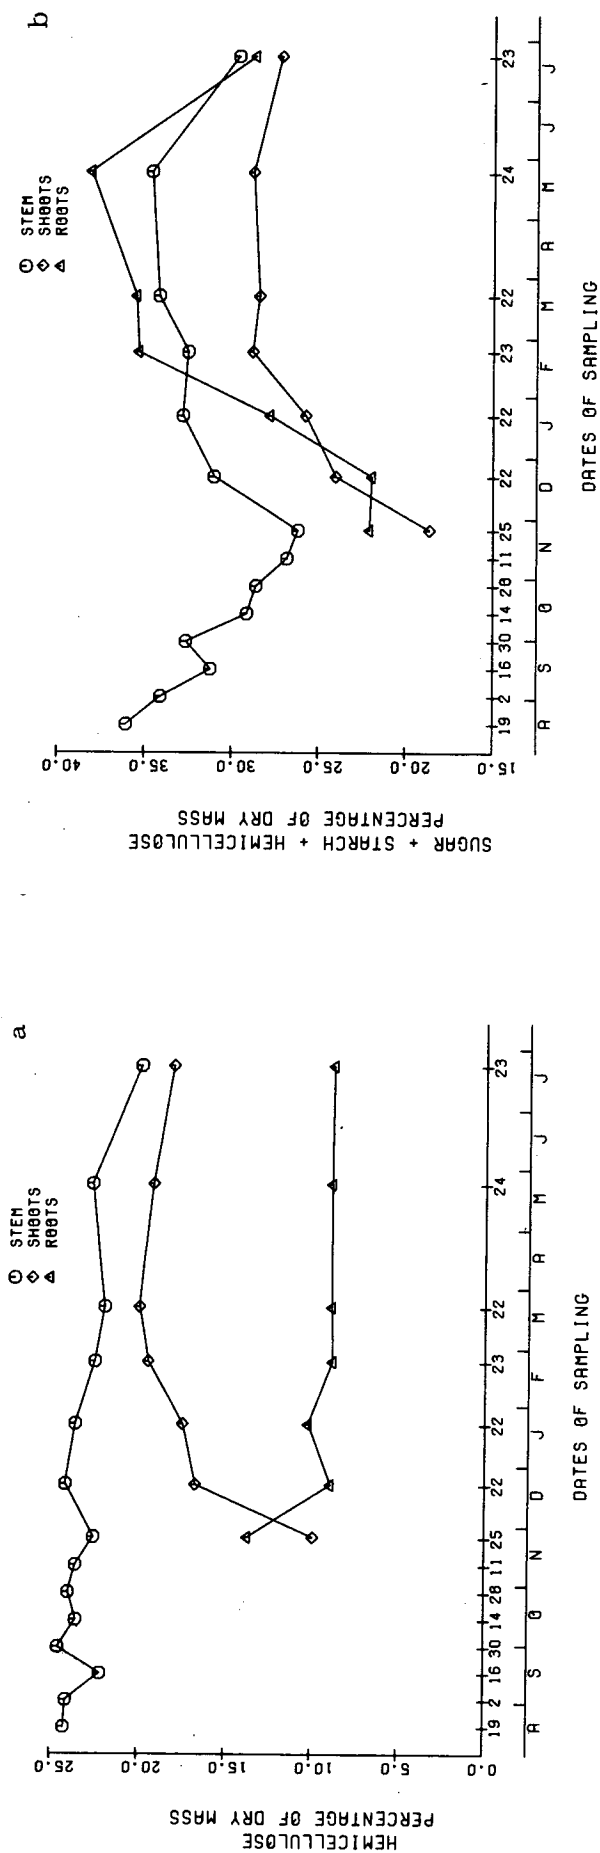 a
STEM
SHOOTS
ROOTS
HEMICELLULOSE
PERCENTAGE OF DRY MASS
25.0
20.0
15.0
10.0
5.0
0.0
19 2 16 30 14 28 11 25 22 22 23 22 24 23
A S O N D J F M A M J J
DATES OF SAMPLING
b
STEM
SHOOTS
ROOTS
SUGAR + STARCH + HEMICELLULOSE
PERCENTAGE OF DRY MASS
40.0
35.0
30.0
25.0
20.0
15.0
19 2 16 30 14 28 11 25 22 22 23 22 24 23
A S O N D J F M A M J J
DATES OF SAMPLING